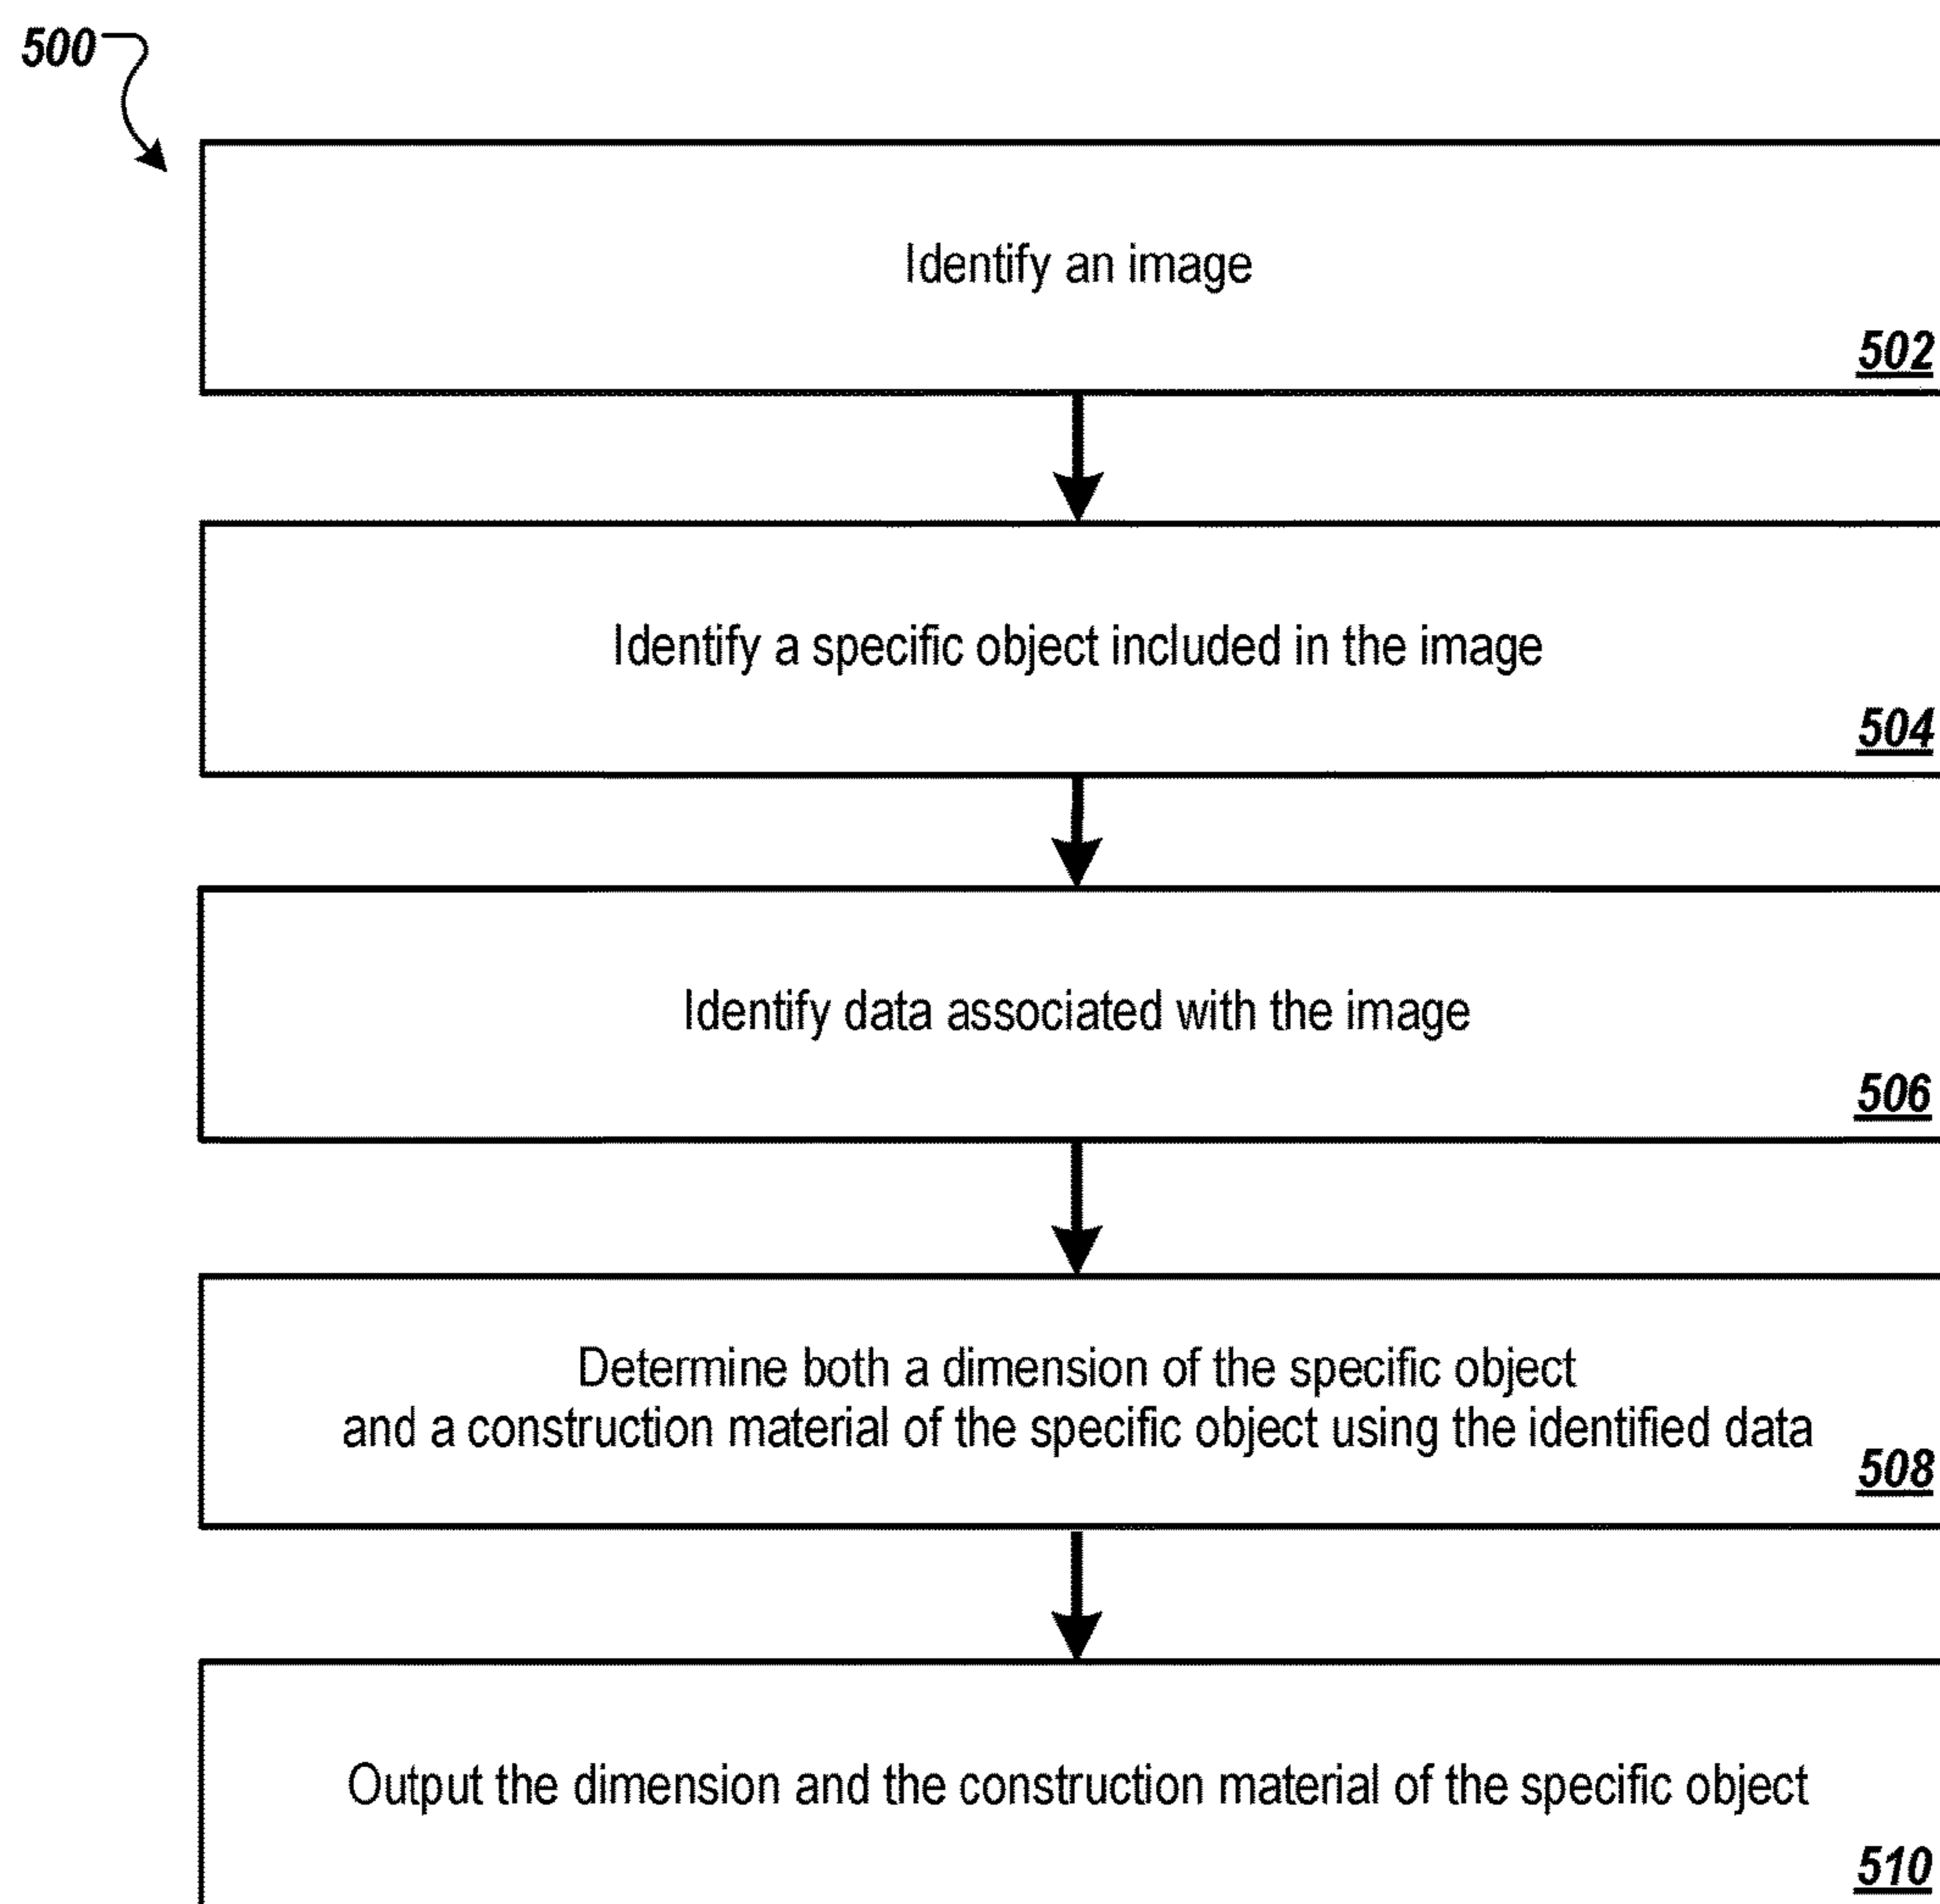 500
Identify an image
502
Identify a specific object included in the image
504
Identify data associated with the image
506
Determine both a dimension of the specific object
and a construction material of the specific object using the identified data
508
Output the dimension and the construction material of the specific object
510